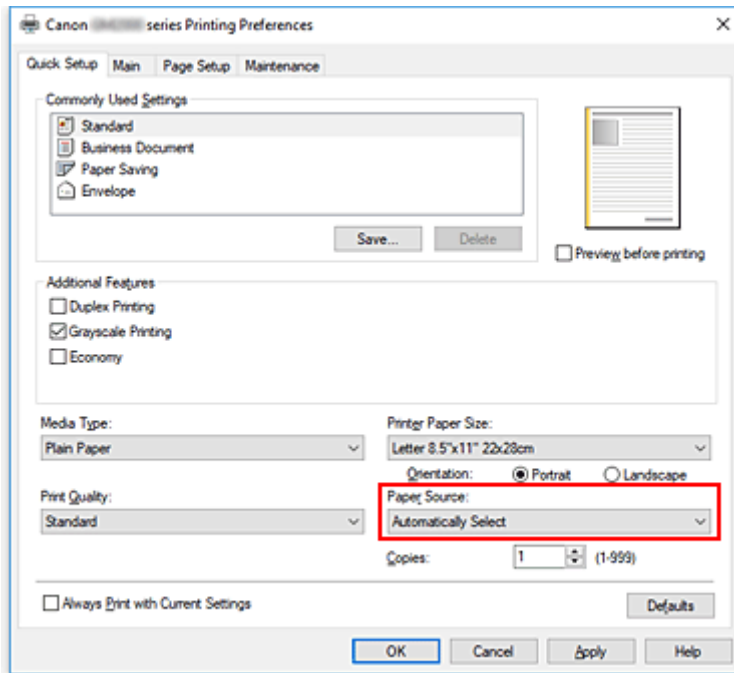 Canon series Printing Preferences
Quick Setup Main Page Setup Maintenance
Commonly Used Settings
Standard
Business Document
Paper Saving
Envelope
Save... Delete
Preview before printing
Additional Features
Duplex Printing
Grayscale Printing
Economy
Media Type: Printer Paper Size:
Plain Paper Letter 8.5"x11" 22x28cm
Orientation: Portrait Landscape
Print Quality: Paper Source:
Standard Automatically Select
Copies: 1 (1-999)
Always Print with Current Settings Defaults
OK Cancel Apply Help